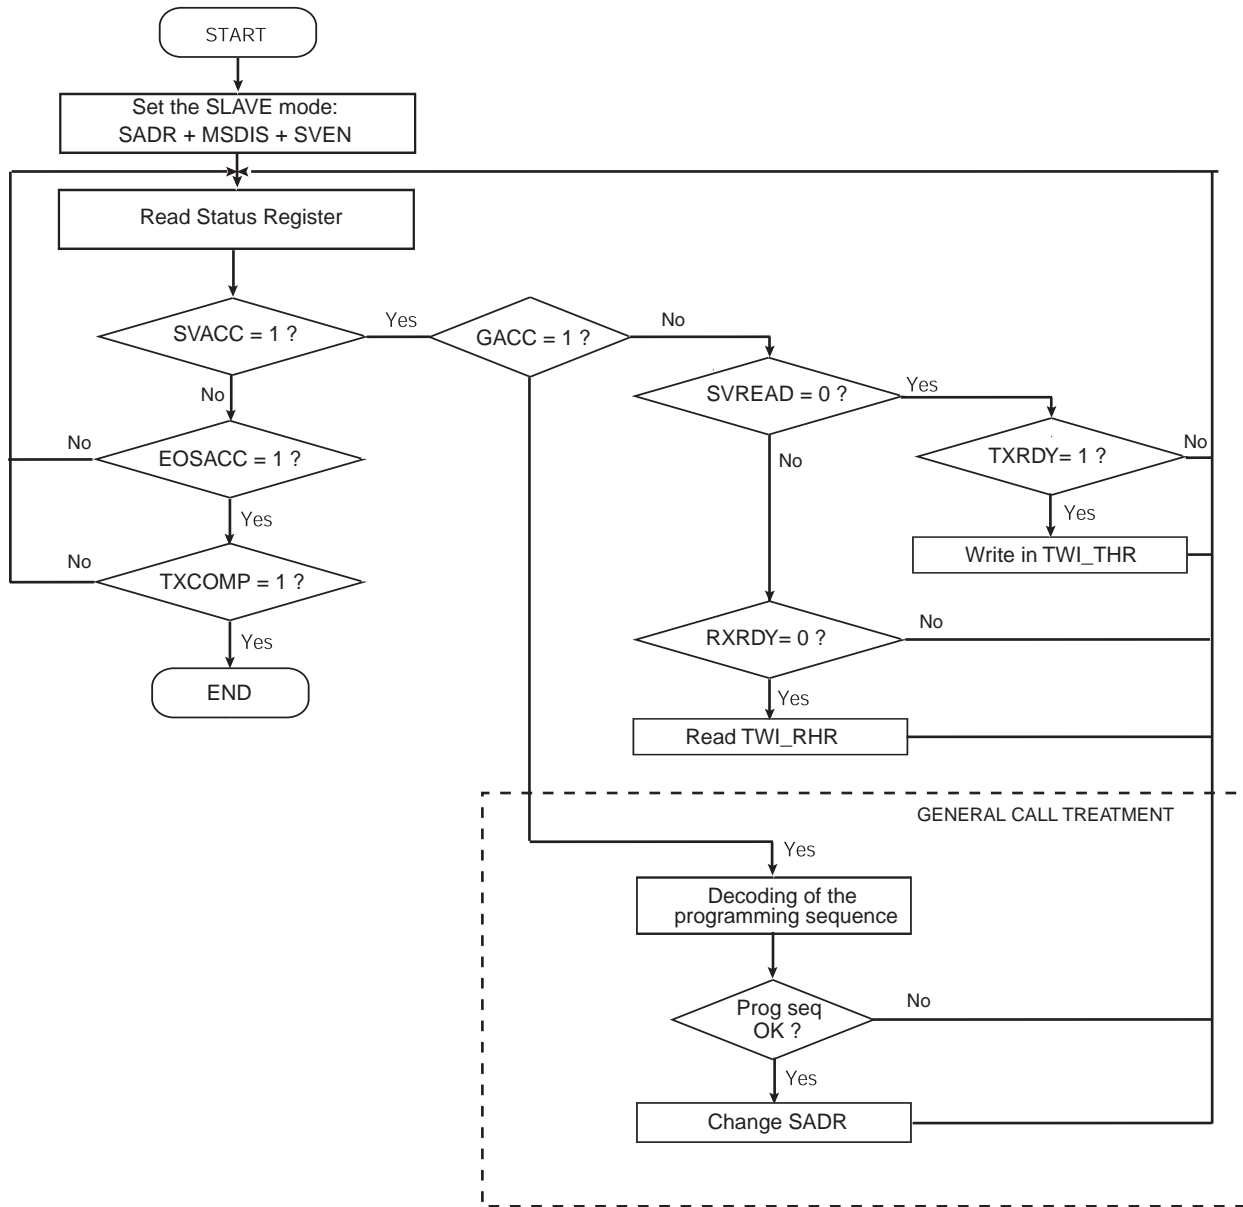 START
Set the SLAVE mode:
SADR + MSDIS + SVEN
Read Status Register
SVACC = 1 ?
Yes
GACC = 1 ?
No
SVREAD = 0 ?
Yes
No
No
EOSACC = 1 ?
No
TXRDY= 1 ?
No
Yes
Yes
Write in TWI_THR
No
TXCOMP = 1 ?
RXRDY= 0 ?
No
Yes
END
Yes
Read TWI_RHR
GENERAL CALL TREATMENT
Yes
Decoding of the
programming sequence
Prog seq
OK ?
No
Yes
Change SADR